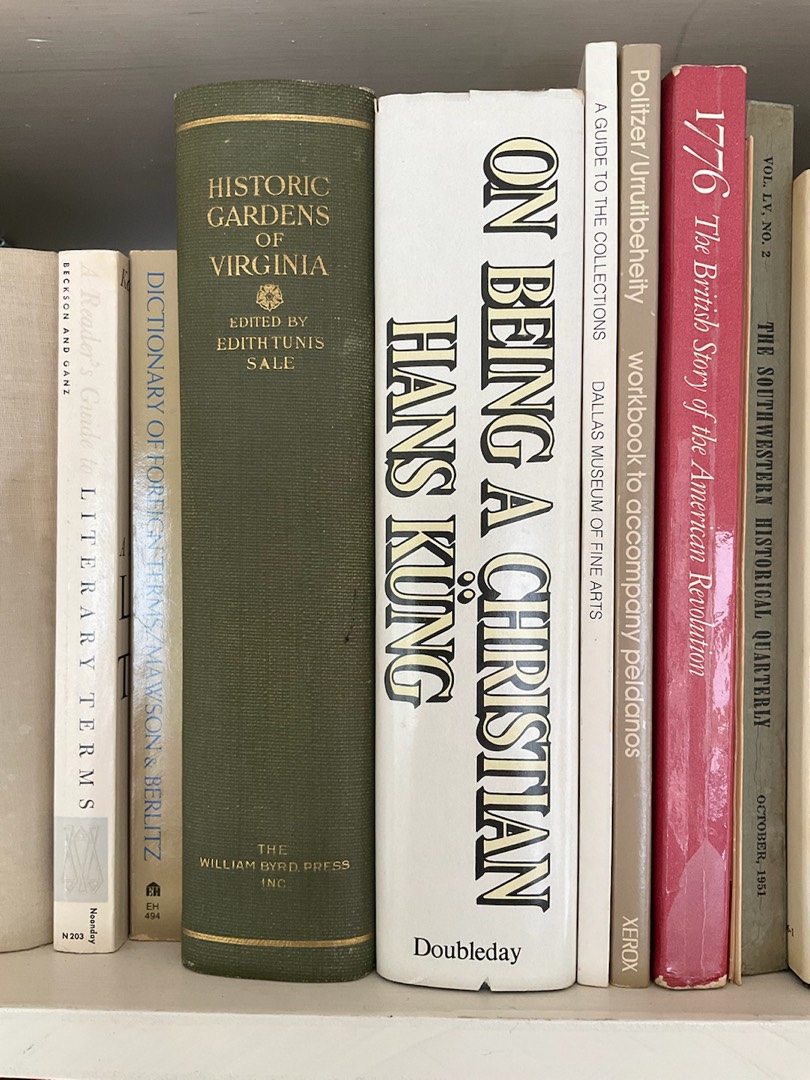 A Reader's Guide to
LITERARY TERMS
BECKSON AND GANZ
Noonday
N 203
DICTIONARY OF FOREIGN TERMS/MAWSON & BERLITZ
EH
494
HISTORIC
GARDENS
OF
VIRGINIA
EDITED BY
EDITH TUNIS
SALE
THE
WILLIAM BYRD PRESS
INC
ON BEING A CHRISTIAN
HANS KÜNG
Doubleday
A GUIDE TO THE COLLECTIONS DALLAS MUSEUM OF FINE ARTS
Politzer/Urrutibeheity workbook to accompany peldaños XEROX
1776 The British Story of the American Revolution
VOL. LV, NO. 2 THE SOUTHWESTERN HISTORICAL QUARTERLY OCTOBER, 1951